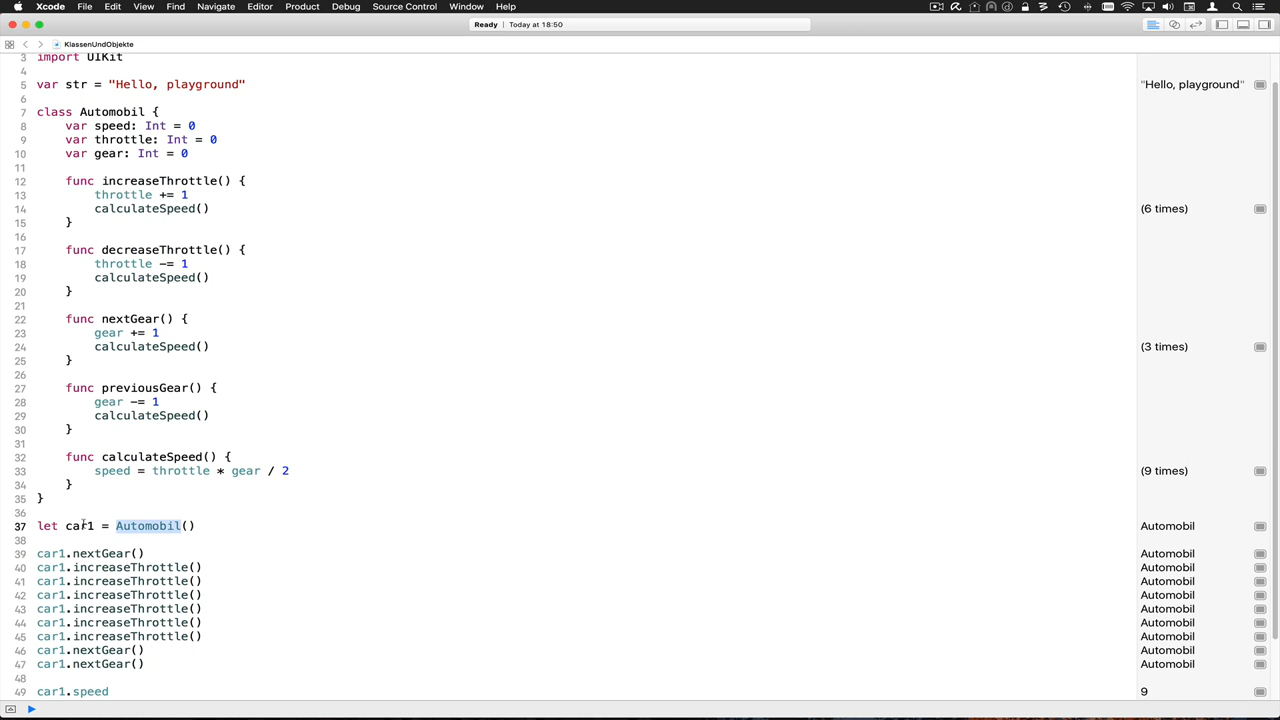 Xcode File Edit View Find Navigate Editor Product Debug Source Control Window Help
Ready Today at 18:50
KlassenUndObjekte
3 import UIKit
4
5 var str = "Hello, playground" "Hello, playground"
6
7 class Automobil {
8 var speed: Int = 0
9 var throttle: Int = 0
10 var gear: Int = 0
11
12 func increaseThrottle() {
13 throttle += 1
14 calculateSpeed() (6 times)
15 }
16
17 func decreaseThrottle() {
18 throttle -= 1
19 calculateSpeed()
20 }
21
22 func nextGear() {
23 gear += 1
24 calculateSpeed() (3 times)
25 }
26
27 func previousGear() {
28 gear -= 1
29 calculateSpeed()
30 }
31
32 func calculateSpeed() {
33 speed = throttle * gear / 2 (9 times)
34 }
35 }
36
37 let car1 = Automobil() Automobil
38
39 car1.nextGear() Automobil
40 car1.increaseThrottle() Automobil
41 car1.increaseThrottle() Automobil
42 car1.increaseThrottle() Automobil
43 car1.increaseThrottle() Automobil
44 car1.increaseThrottle() Automobil
45 car1.increaseThrottle() Automobil
46 car1.nextGear() Automobil
47 car1.nextGear() Automobil
48
49 car1.speed 9